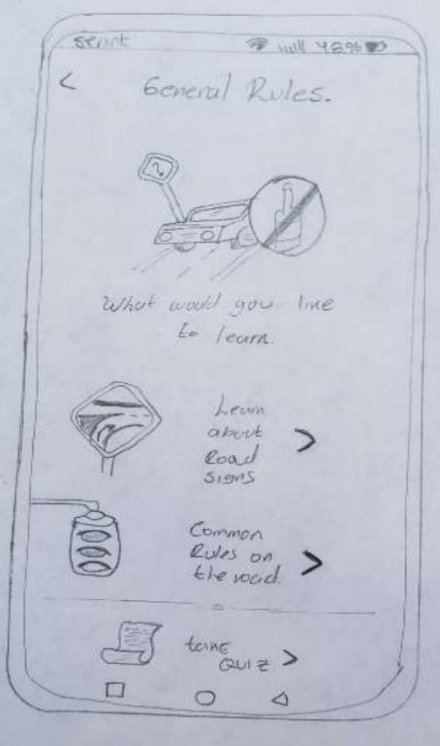 sprint 48%
General Rules.
What would you like
to learn.
Learn
about
Road
signs
Common
Rules on
the road
take
QUIZ